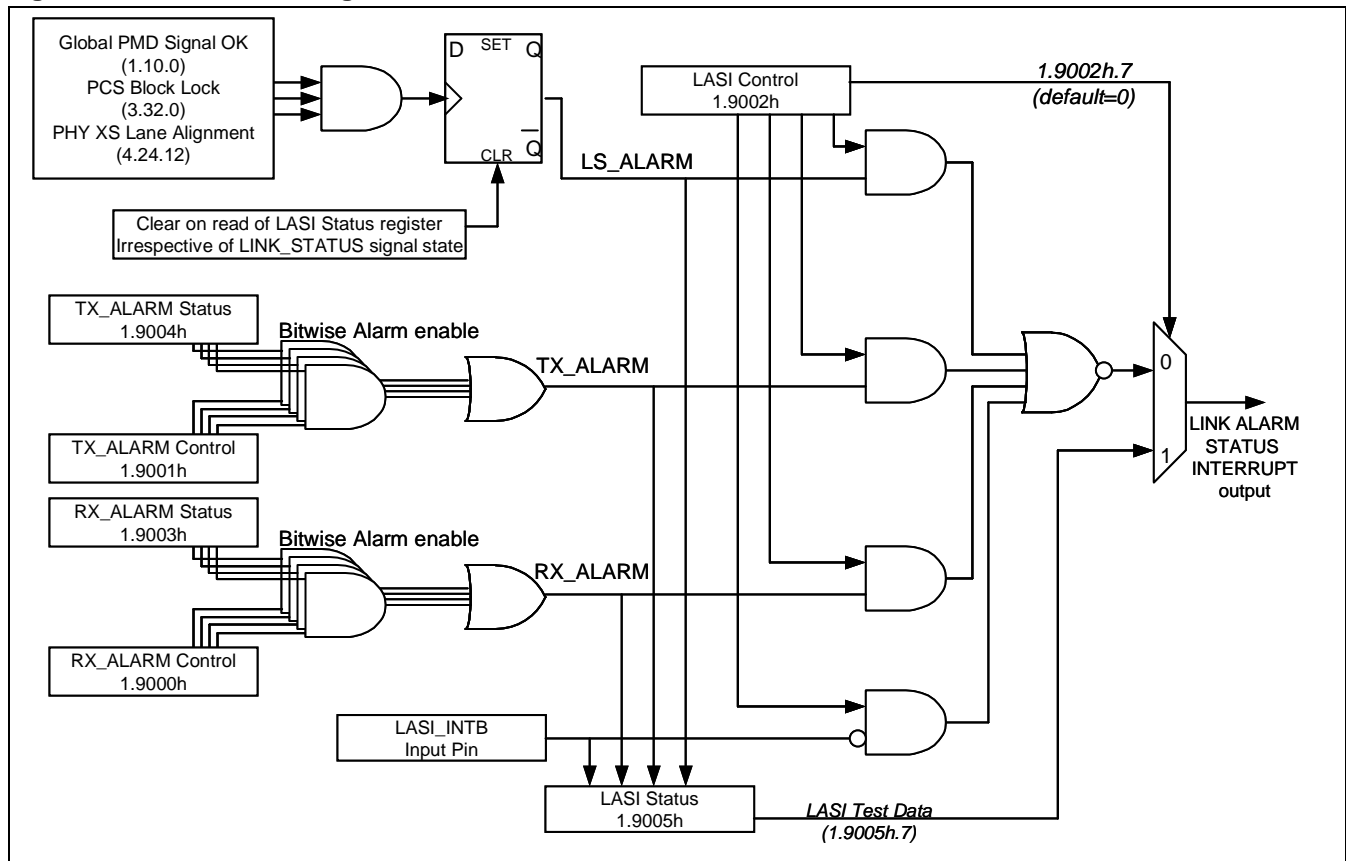 Global PMD Signal OK
(1.10.0)
PCS Block Lock
(3.32.0)
PHY XS Lane Alignment
(4.24.12)
D SET Q
Q
CLR
LS_ALARM
Clear on read of LASI Status register
Irrespective of LINK_STATUS signal state
LASI Control
1.9002h
1.9002h.7
(default=0)
TX_ALARM Status
1.9004h
Bitwise Alarm enable
TX_ALARM
TX_ALARM Control
1.9001h
RX_ALARM Status
1.9003h
Bitwise Alarm enable
RX_ALARM
RX_ALARM Control
1.9000h
0
1
LINK ALARM
STATUS
INTERRUPT
output
LASI_INTB
Input Pin
LASI Status
1.9005h
LASI Test Data
(1.9005h.7)